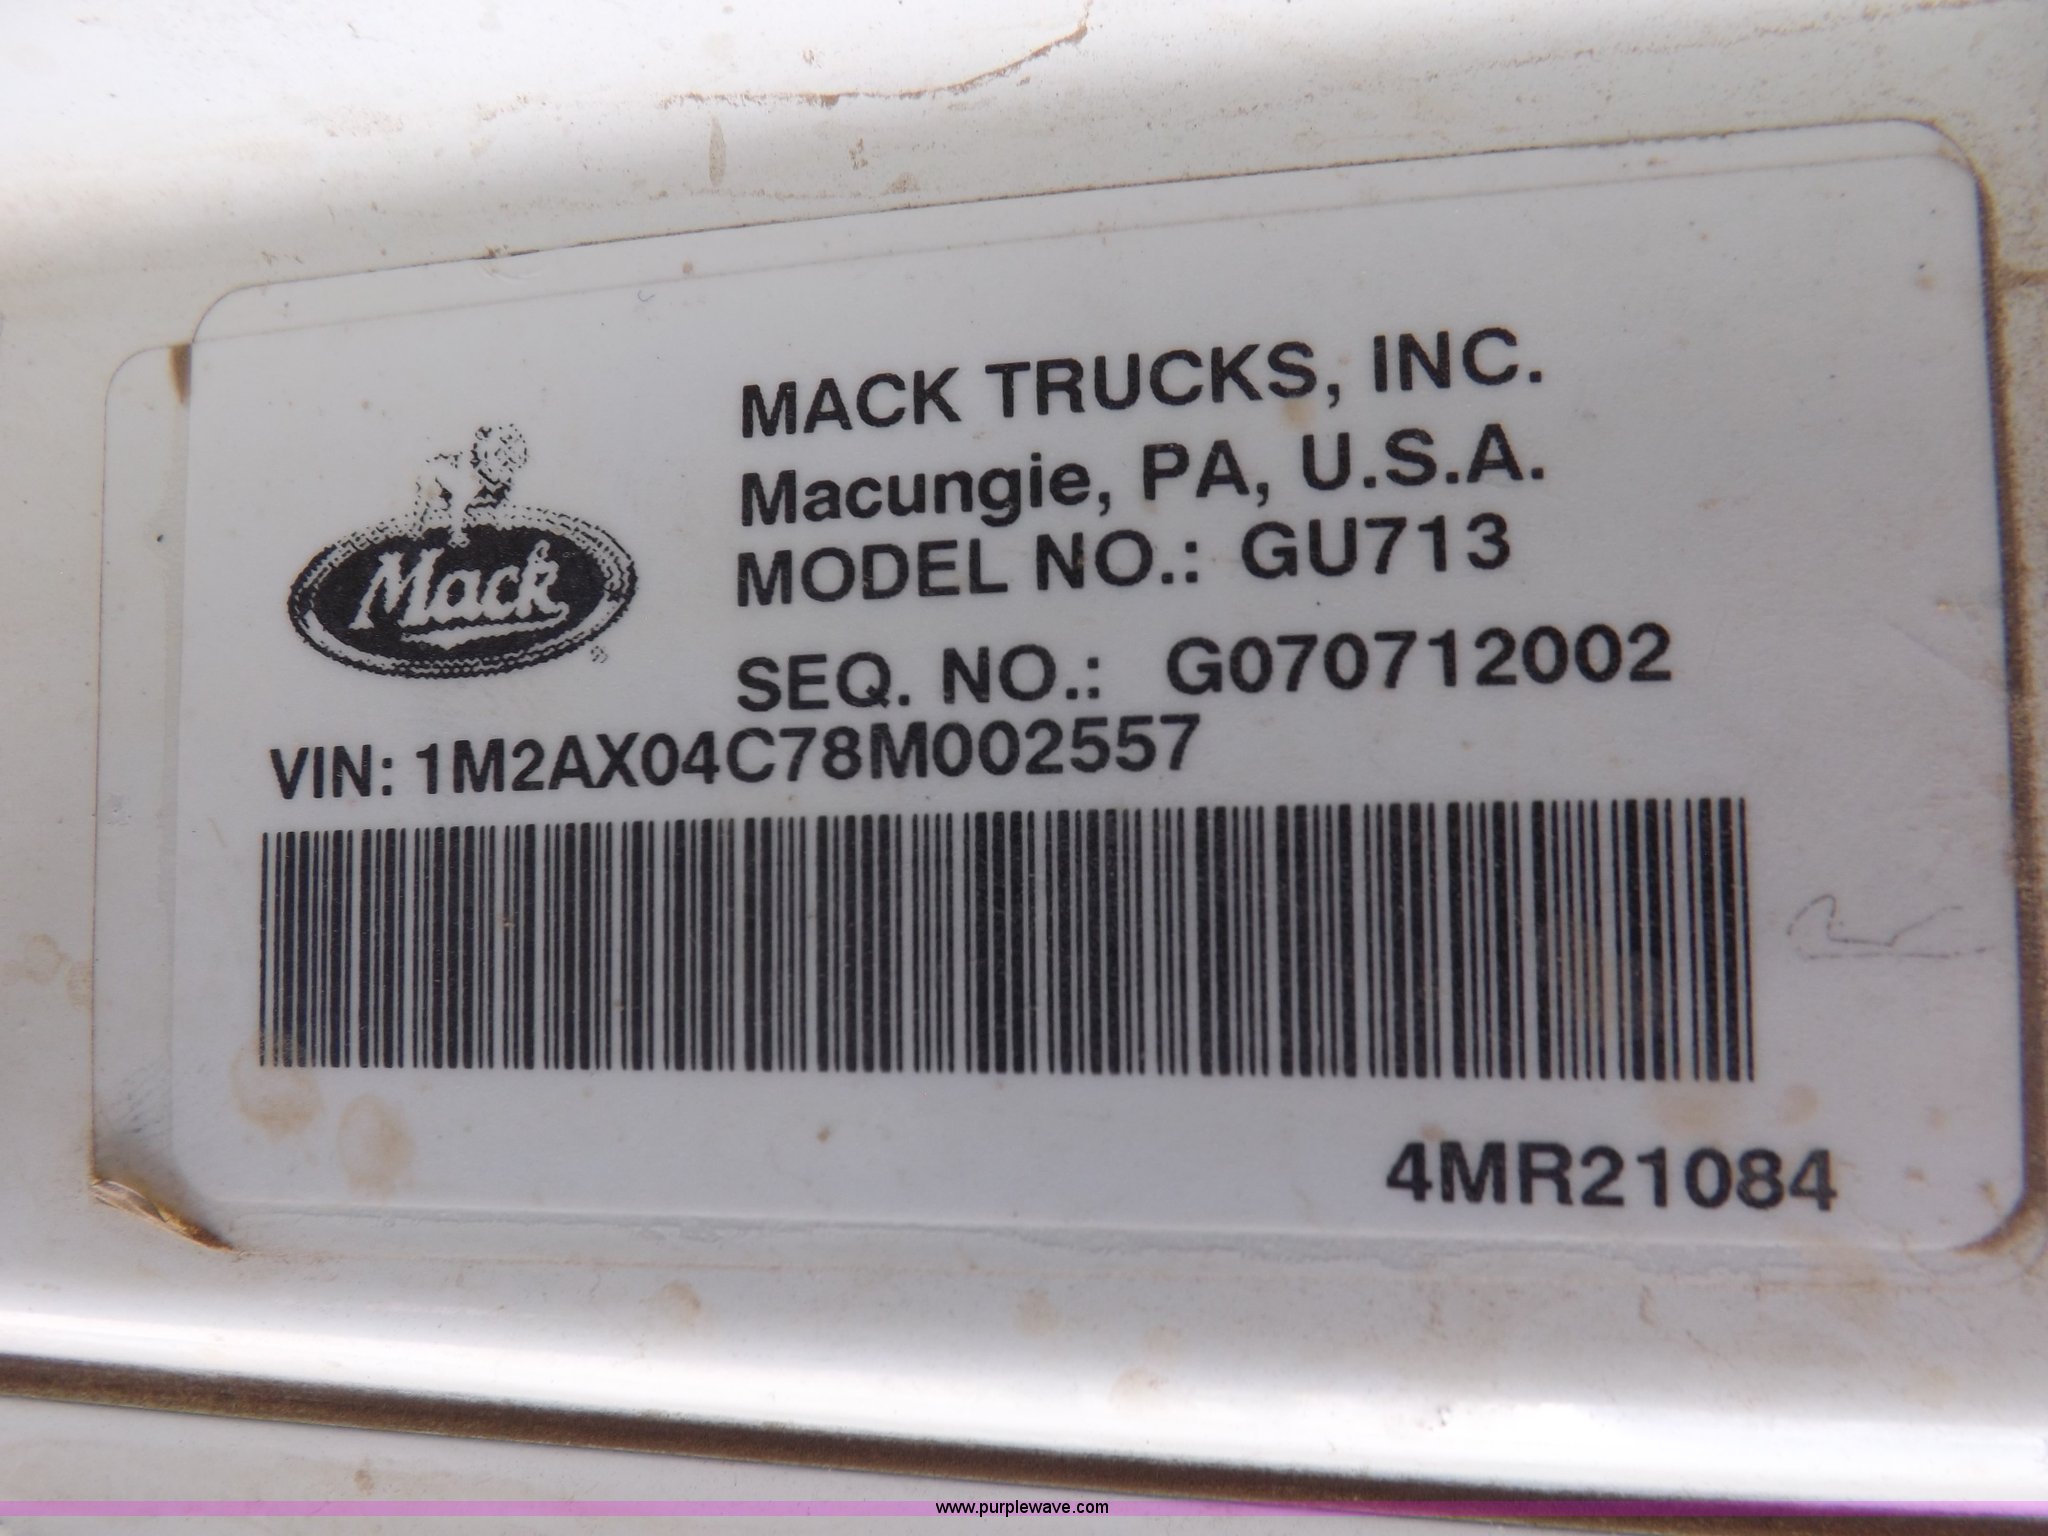 MACK TRUCKS, INC.
Macungie, PA, U.S.A.
MODEL NO.: GU713
SEQ. NO.: G070712002
Mack
®
VIN: 1M2AX04C78M002557
4MR21084
www.purplewave.com